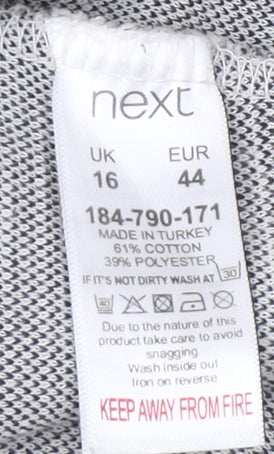 next
UK EUR
16 44
184-790-171
MADE IN TURKEY
61% COTTON
39% POLYESTER
IF IT'S NOT DIRTY WASH AT 30
40
Due to the nature of this
product take care to avoid
snagging
Wash inside out
Iron on reverse
KEEP AWAY FROM FIRE